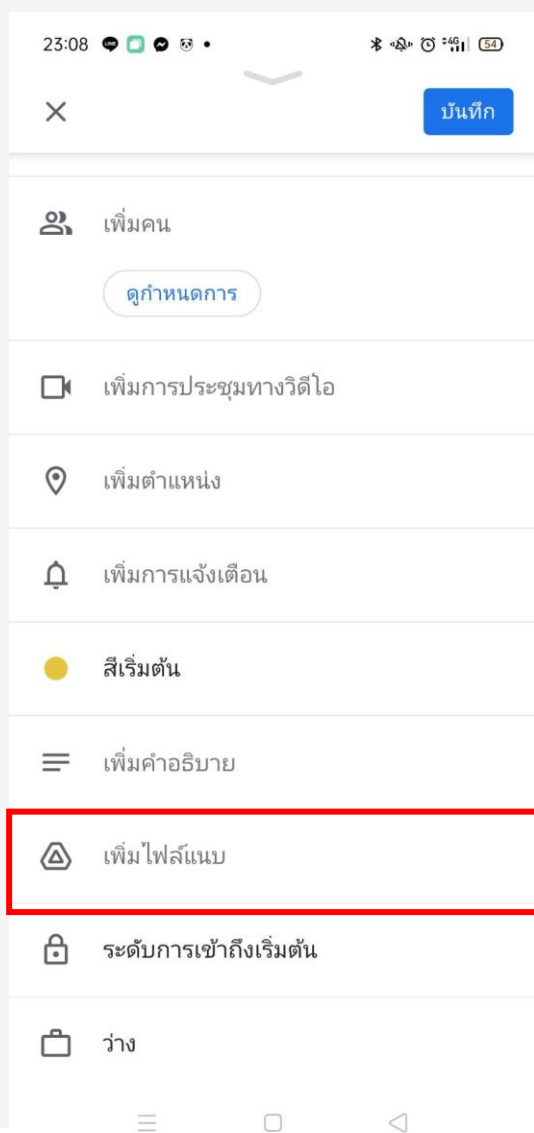 23:08 4G 54
บันทึก
เพิ่มคน
ดูกำหนดการ
เพิ่มการประชุมทางวิดีโอ
เพิ่มตำแหน่ง
เพิ่มการแจ้งเตือน
สีเริ่มต้น
เพิ่มคำอธิบาย
เพิ่มไฟล์แนบ
ระดับการเข้าถึงเริ่มต้น
ว่าง